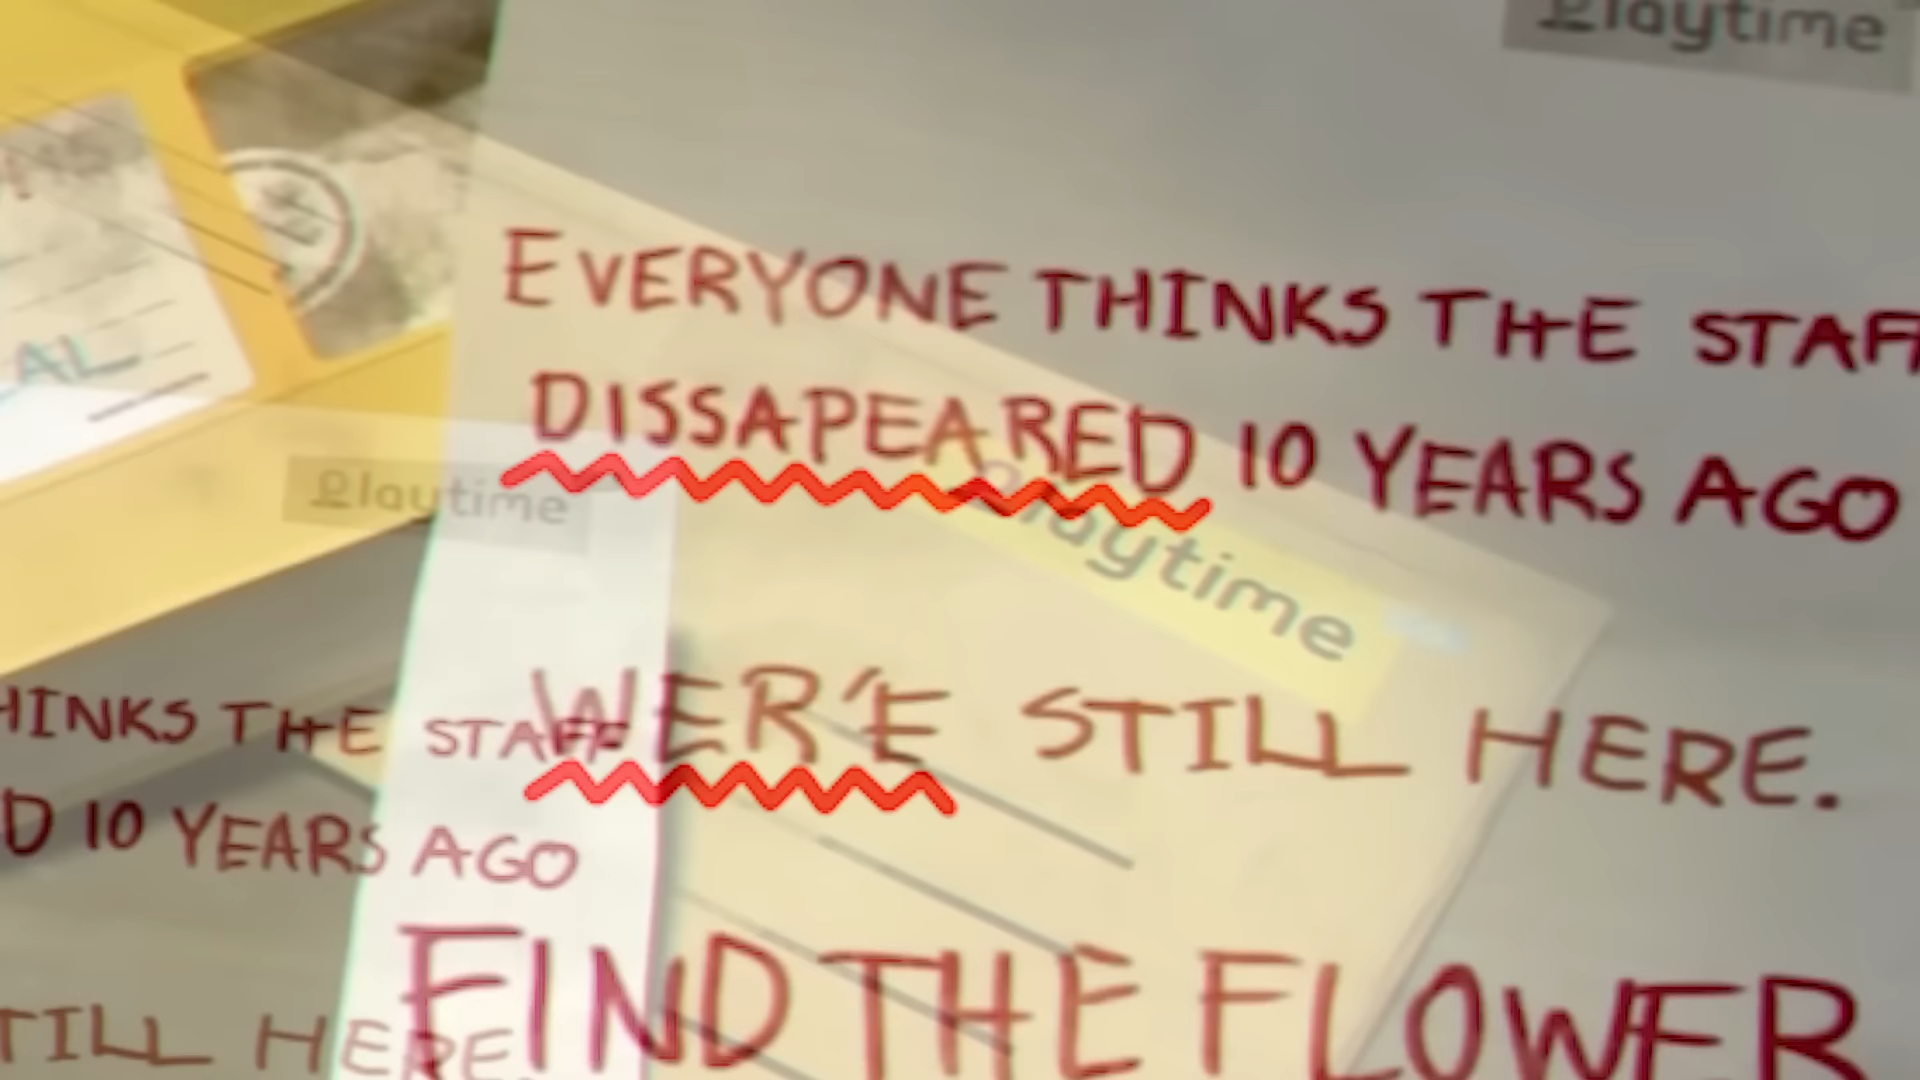 Playtime
EVERYONE THINKS THE STAFF
DISSAPEARED 10 YEARS AGO
Playtime
Playtime
WER'E STILL HERE.
HINKS THE STAFF
D 10 YEARS AGO
FIND THE FLOWER
TILL HERE.
AL